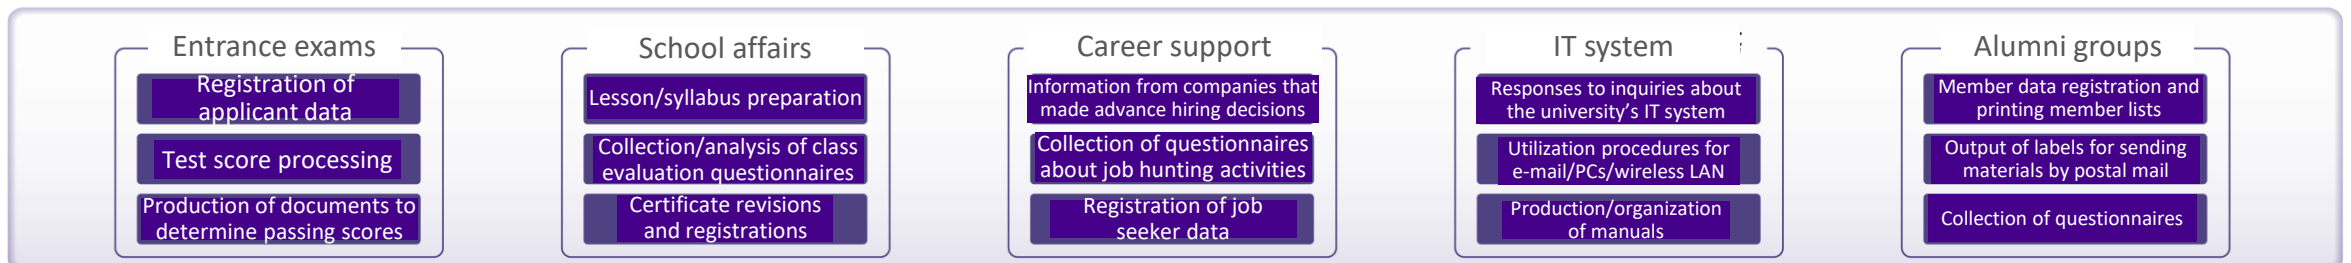 Entrance exams
Registration of
applicant data
Test score processing
Production of documents to
determine passing scores
School affairs
Lesson/syllabus preparation
Collection/analysis of class
evaluation questionnaires
Certificate revisions
and registrations
Career support
Information from companies that
made advance hiring decisions
Collection of questionnaires
about job hunting activities
Registration of job
seeker data
IT system
Responses to inquiries about
the university’s IT system
Utilization procedures for
e-mail/PCs/wireless LAN
Production/organization
of manuals
Alumni groups
Member data registration and
printing member lists
Output of labels for sending
materials by postal mail
Collection of questionnaires